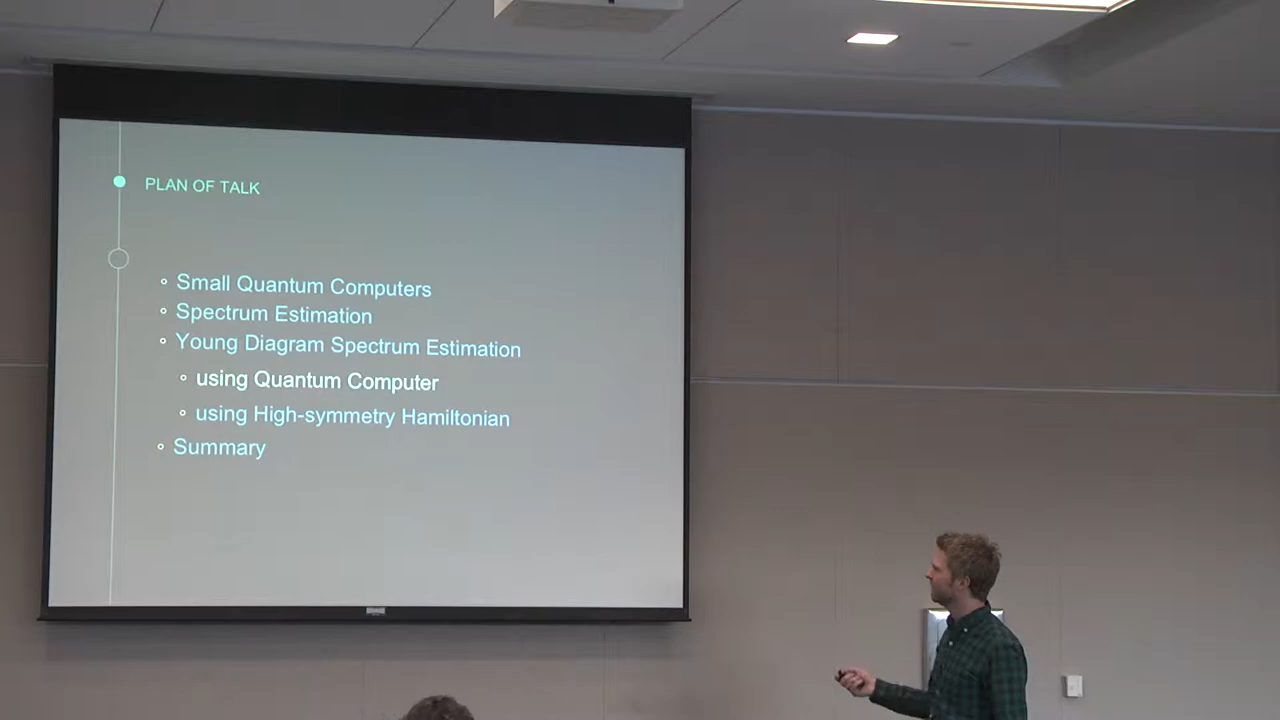 PLAN OF TALK
Small Quantum Computers
Spectrum Estimation
Young Diagram Spectrum Estimation
using Quantum Computer
using High-symmetry Hamiltonian
Summary